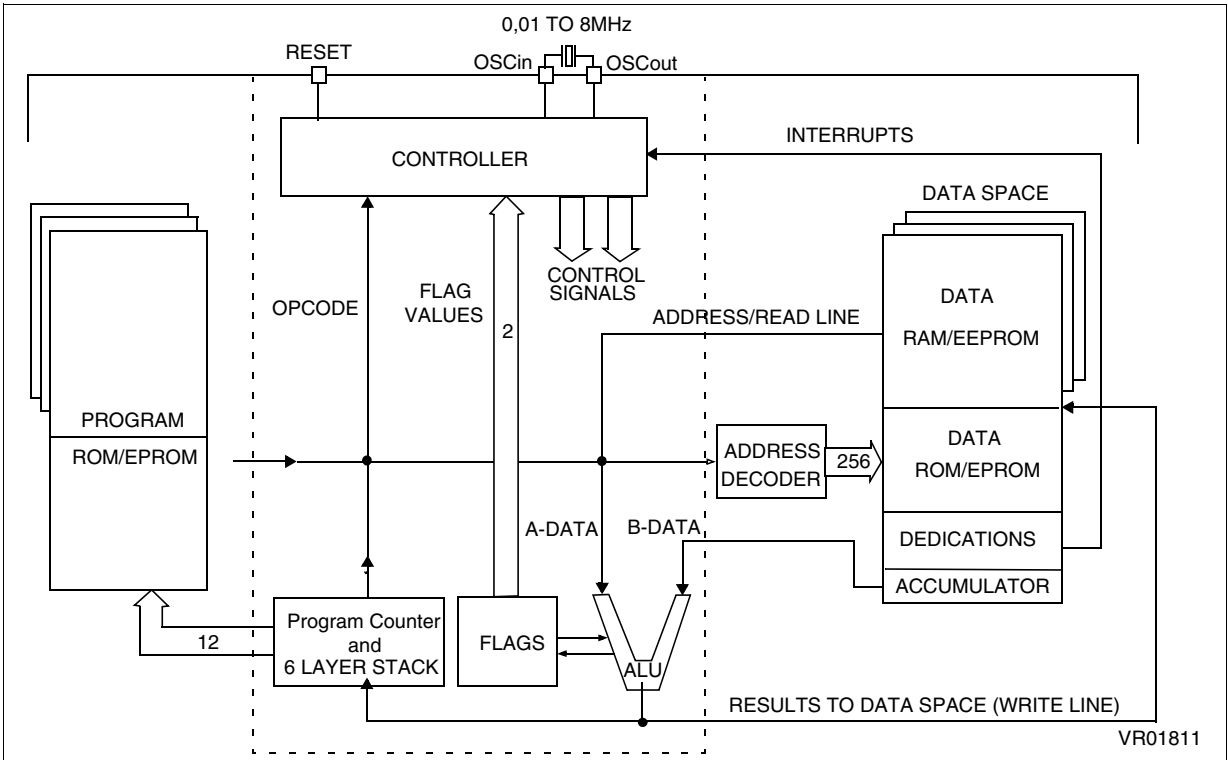 0,01 TO 8MHz
RESET
OSCin
OSCout
CONTROLLER
INTERRUPTS
DATA SPACE
OPCODE
FLAG
VALUES
2
CONTROL
SIGNALS
ADDRESS/READ LINE
DATA
RAM/EEPROM
PROGRAM
ROM/EPROM
ADDRESS
DECODER
256
DATA
ROM/EPROM
A-DATA
B-DATA
DEDICATIONS
ACCUMULATOR
12
Program Counter
and
6 LAYER STACK
FLAGS
ALU
RESULTS TO DATA SPACE (WRITE LINE)
VR01811